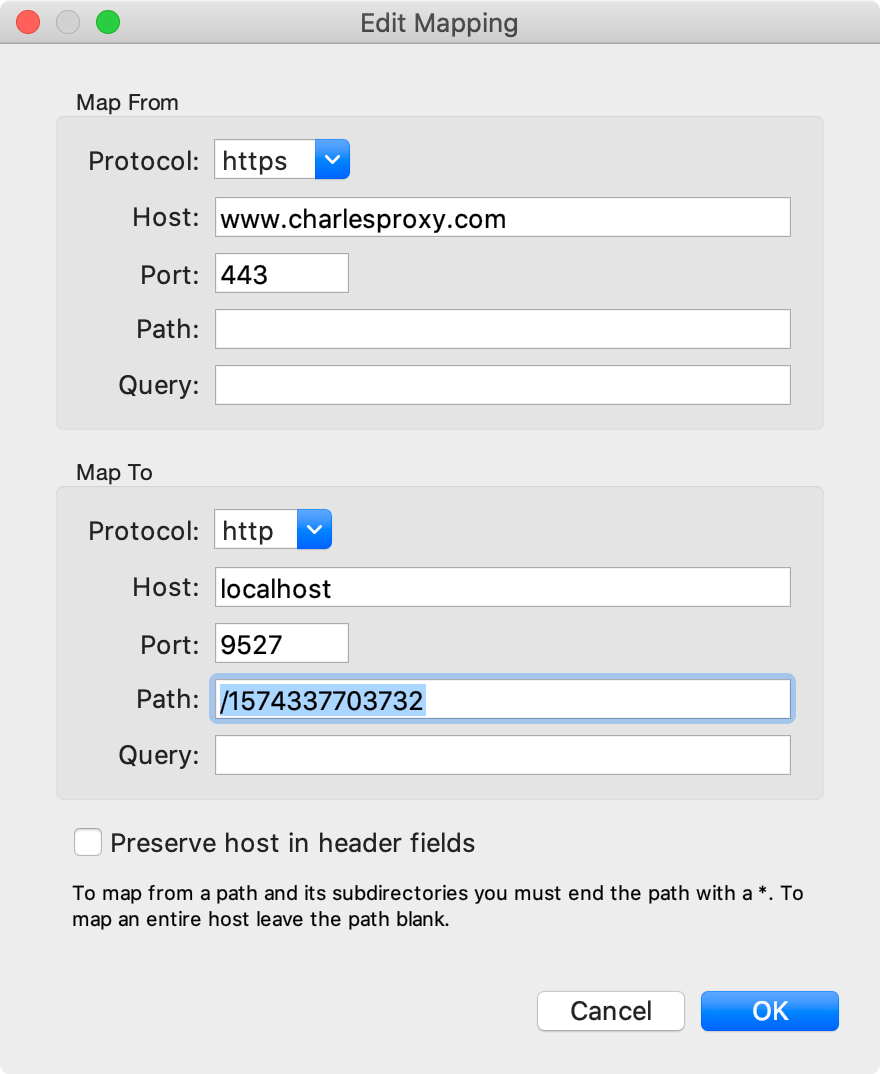 Edit Mapping
Map From
Protocol: https
Host: www.charlesproxy.com
Port: 443
Path:
Query:
Map To
Protocol: http
Host: localhost
Port: 9527
Path: /1574337703732
Query:
Preserve host in header fields
To map from a path and its subdirectories you must end the path with a *. To
map an entire host leave the path blank.
Cancel OK